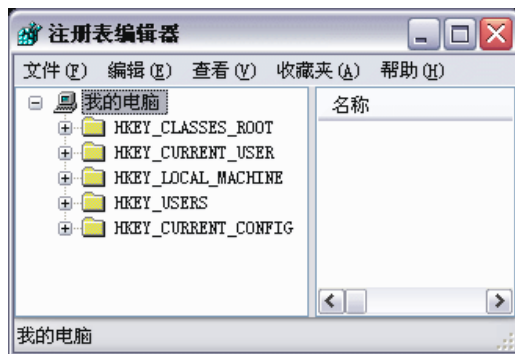 注册表编辑器
文件(F) 编辑(E) 查看(V) 收藏夹(A) 帮助(H)
我的电脑
名称
HKEY_CLASSES_ROOT
HKEY_CURRENT_USER
HKEY_LOCAL_MACHINE
HKEY_USERS
HKEY_CURRENT_CONFIG
我的电脑